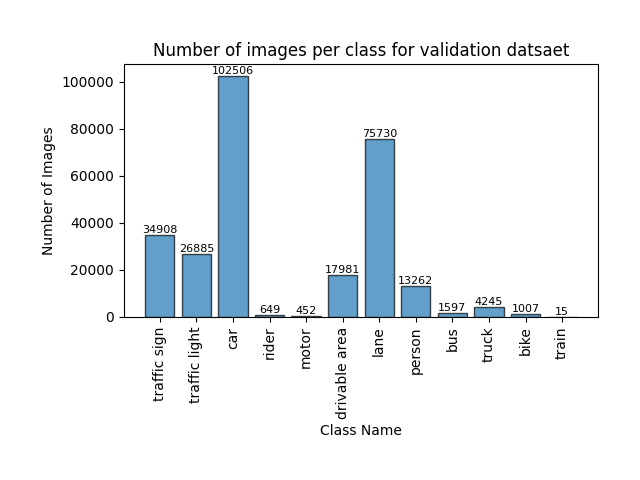 Number of images per class for validation datsaet
Number of Images
100000
80000
60000
40000
20000
0
34908
26885
102506
649
452
17981
75730
13262
1597
4245
1007
15
traffic sign
traffic light
car
rider
motor
drivable area
lane
person
bus
truck
bike
train
Class Name